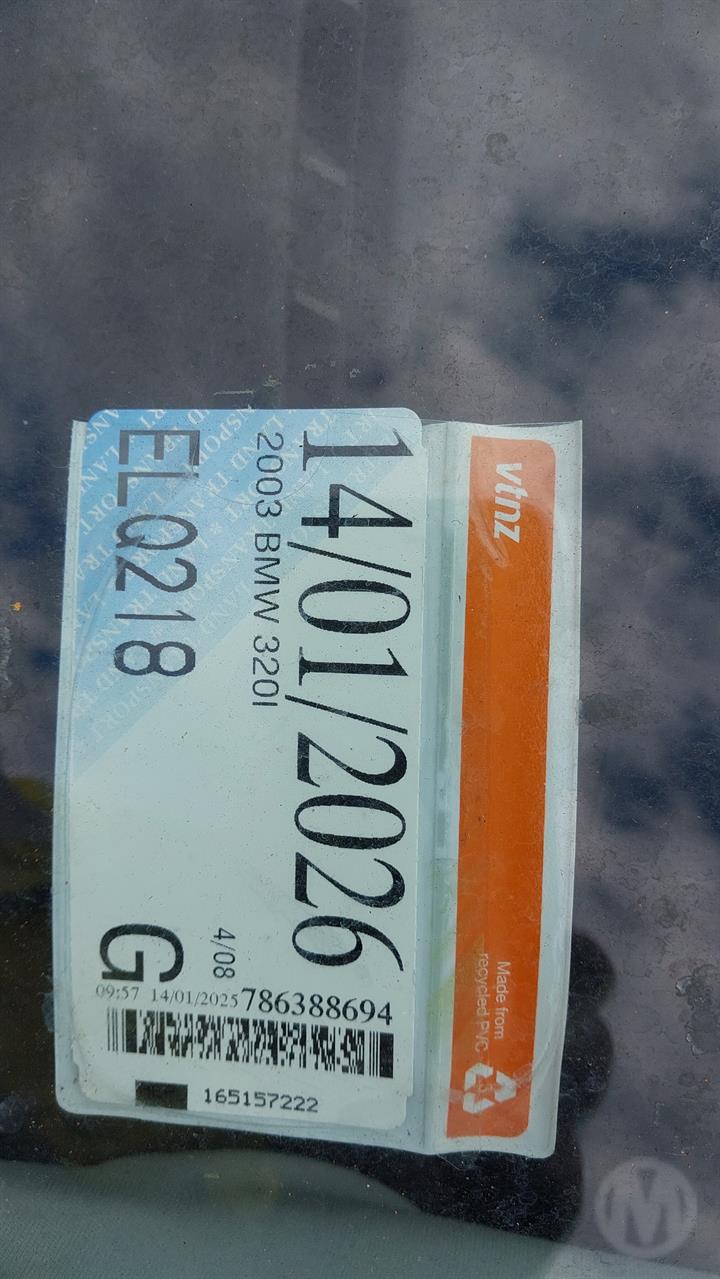 vtnz
Made from
recycled PVC
14/01/2026
2003 BMW 320i
ELQ218
4/08
G
786388694
09:57 14/01/2025
165157222
M